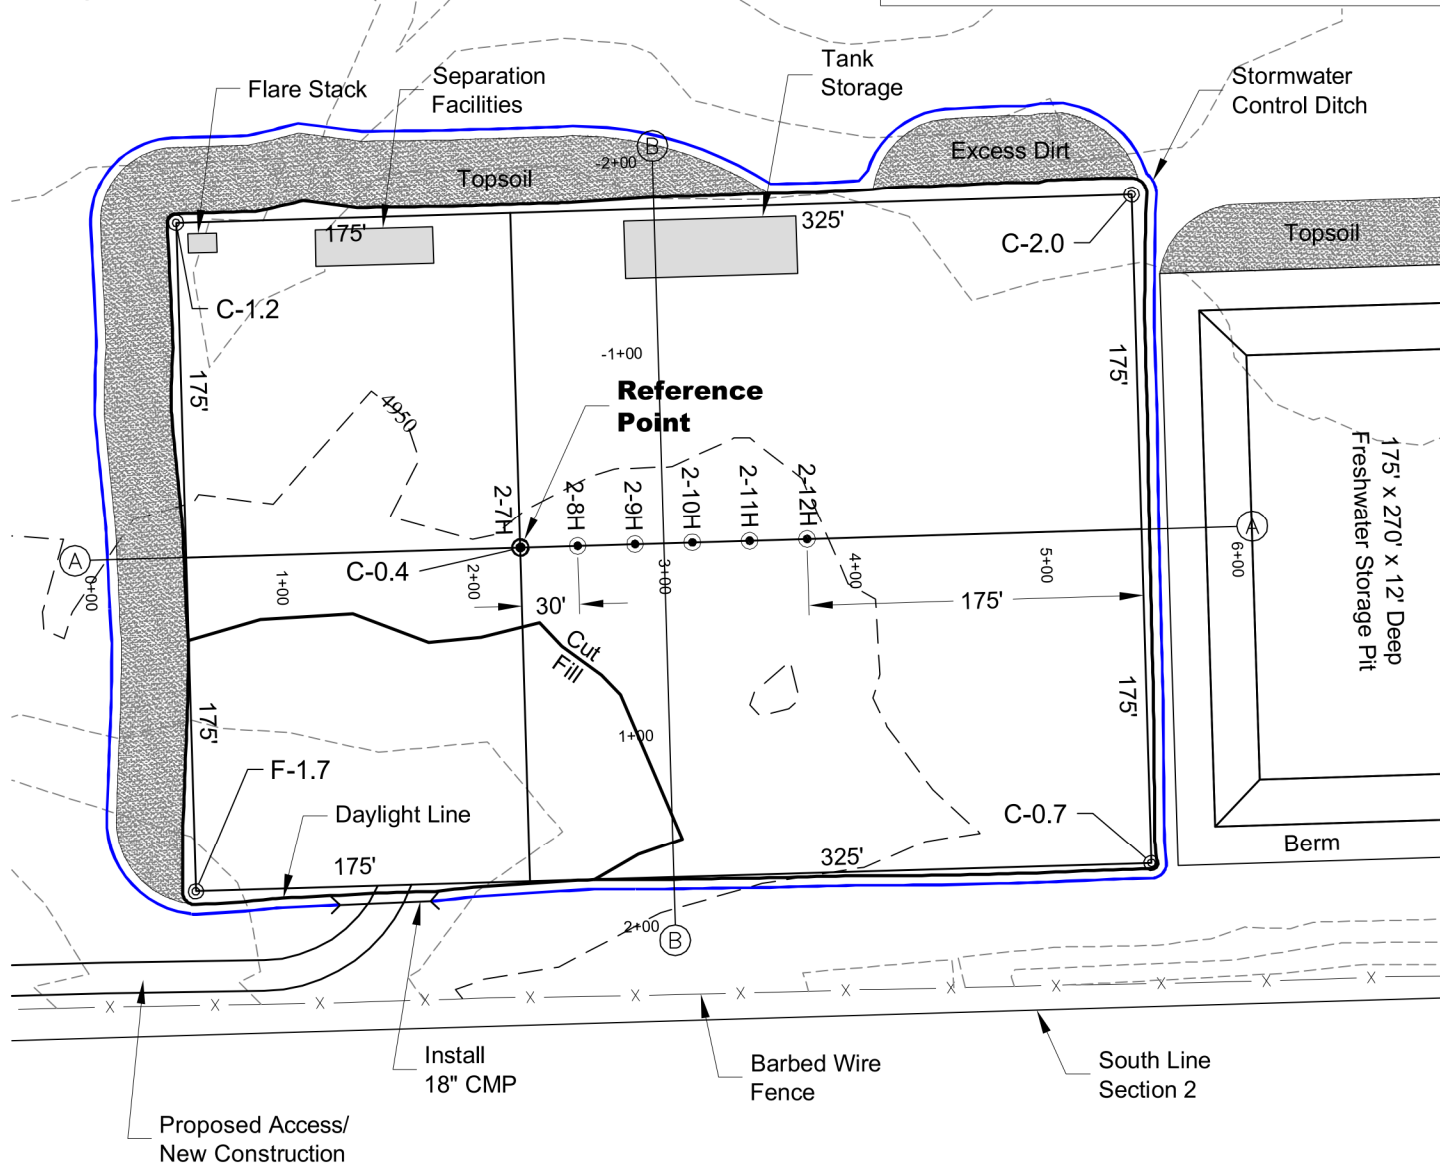 Flare Stack
Separation
Facilities
Tank
Storage
Stormwater
Control Ditch
B
-2+00
Topsoil
Excess Dirt
175'
325'
C-2.0
Topsoil
C-1.2
-1+00
175'
175'
Reference
Point
4950
2-7H
2-8H
2-9H
2-10H
2-11H
2-12H
175' x 270' x 12' Deep
Freshwater Storage Pit
A
A
C-0.4
0+00
1+00
2+00
3+00
4+00
5+00
6+00
30'
175'
Cut
Fill
175'
175'
1+00
F-1.7
Daylight Line
C-0.7
Berm
175'
325'
2+00
B
X X X X X X X X X X X X X
Install
18" CMP
Barbed Wire
Fence
South Line
Section 2
Proposed Access/
New Construction